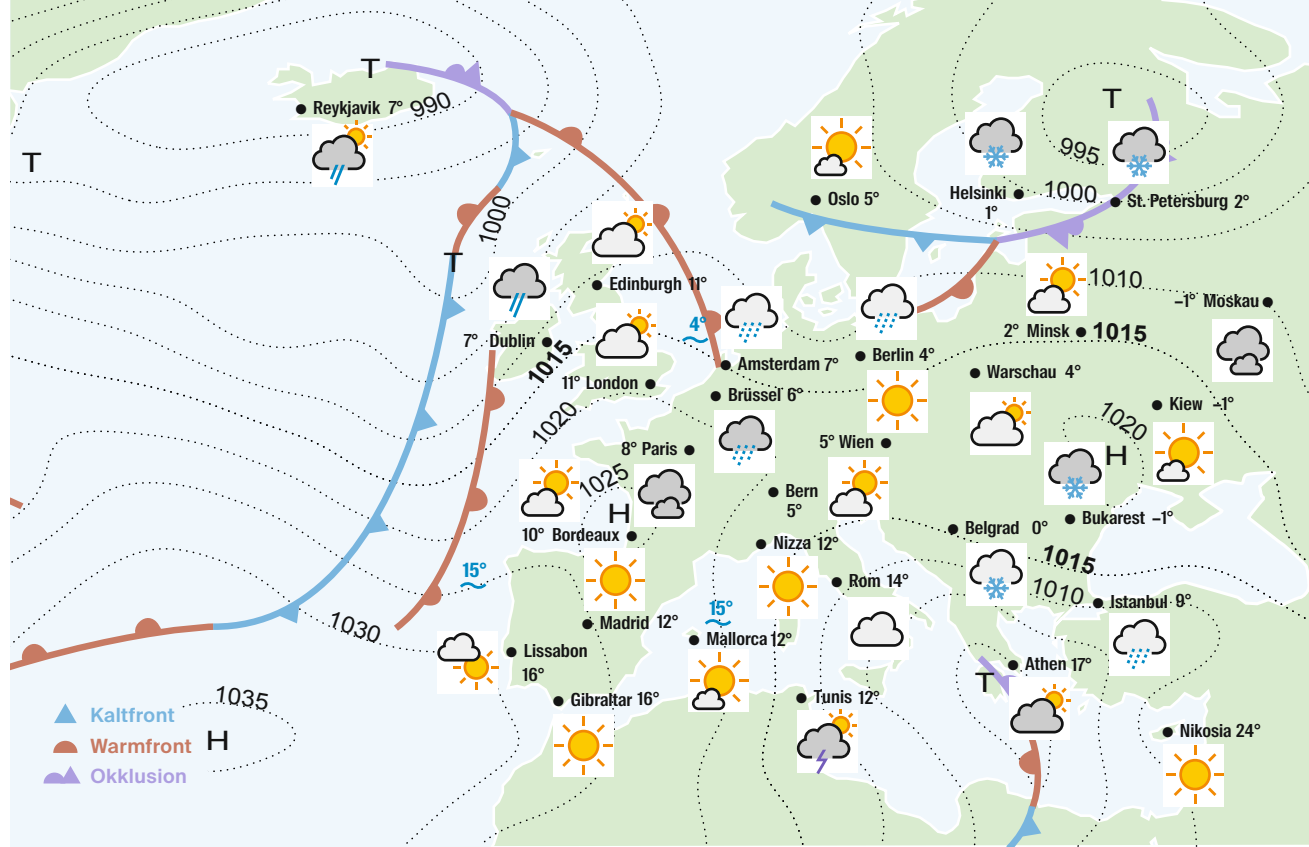 T
Reykjavik 7°
990
T
T
995
1000
Helsinki
1°
St. Petersburg 2°
Oslo 5°
1000
T
Edinburgh 11°
1010
–1° Moskau
7° Dublin
1015
4°
Amsterdam 7°
Berlin 4°
2° Minsk
1015
11° London
Brüssel 6°
Warschau 4°
Kiew –1°
1020
1020
H
8° Paris
5° Wien
1025
H
Bern
5°
10° Bordeaux
Nizza 12°
Belgrad 0°
Bukarest –1°
1015
15°
Rom 14°
1010
Istanbul 9°
1030
Madrid 12°
15°
Mallorca 12°
Lissabon
16°
Athen 17°
T
Gibraltar 16°
Tunis 12°
Nikosia 24°
1035
H
Kaltfront
Warmfront
Okklusion